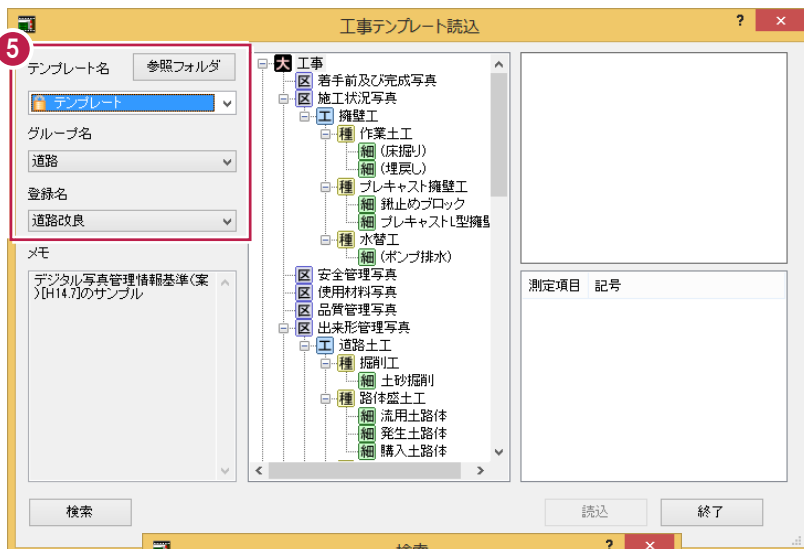 工事テンプレート読込
? ×
5
テンプレート名
参照フォルダ
テンプレート
グループ名
道路
登録名
道路改良
メモ
デジタル写真管理情報基準(案
)[H14.7]のサンプル
大 工事
区 着手前及び完成写真
区 施工状況写真
工 擁壁工
種 作業土工
細 (床掘り)
細 (埋戻し)
種 プレキャスト擁壁工
細 鍬止めブロック
細 プレキャストL型擁壁
種 水替工
細 (ポンプ排水)
区 安全管理写真
区 使用材料写真
区 品質管理写真
区 出来形管理写真
工 道路土工
種 掘削工
細 土砂掘削
種 路体盛土工
細 流用土路体
細 発生土路体
細 購入土路体
測定項目 記号
検索
読込
終了
検索
? ×